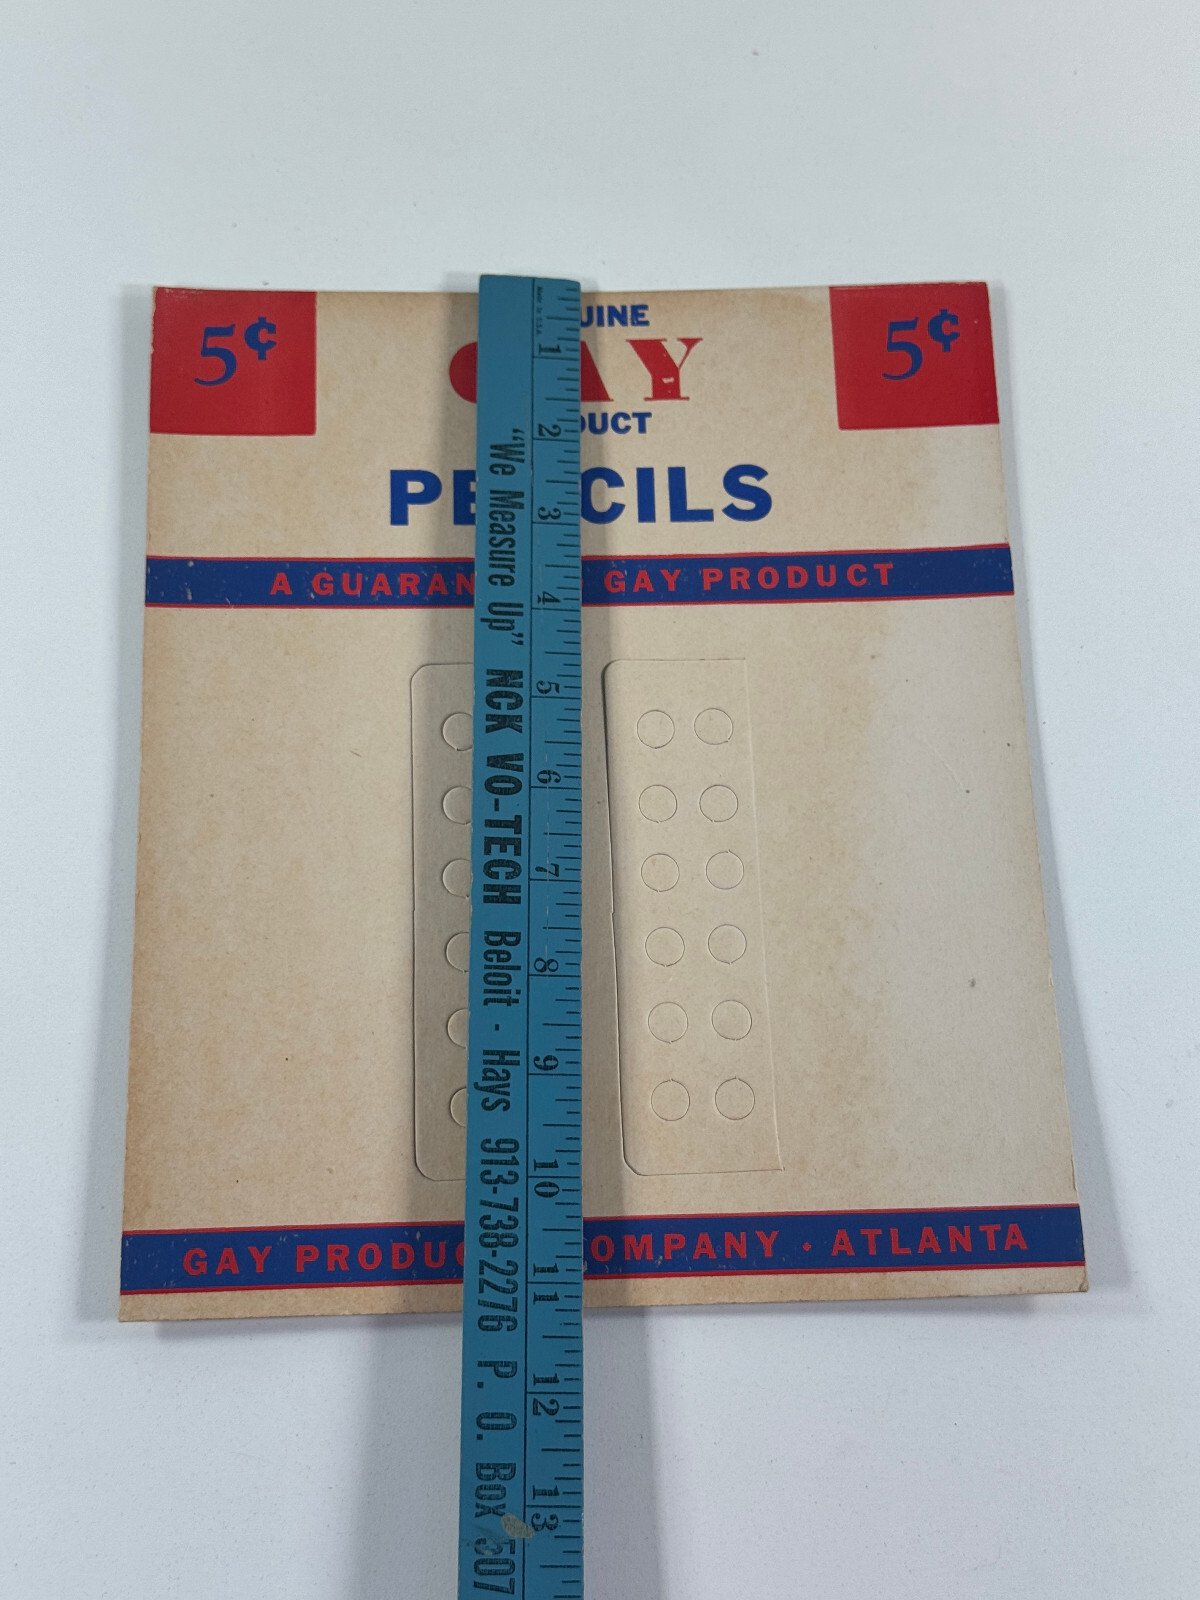 5¢
UINE
5¢
AY
DUCT
PE CILS
A GUARAN GAY PRODUCT
GAY PRODUC OMPANY · ATLANTA
Made in U.S.A.
"We Measure Up" NCK VO-TECH Beloit - Hays 913-738-2276 P. O. Box 507
1
2
3
4
5
6
7
8
9
10
11
12
13